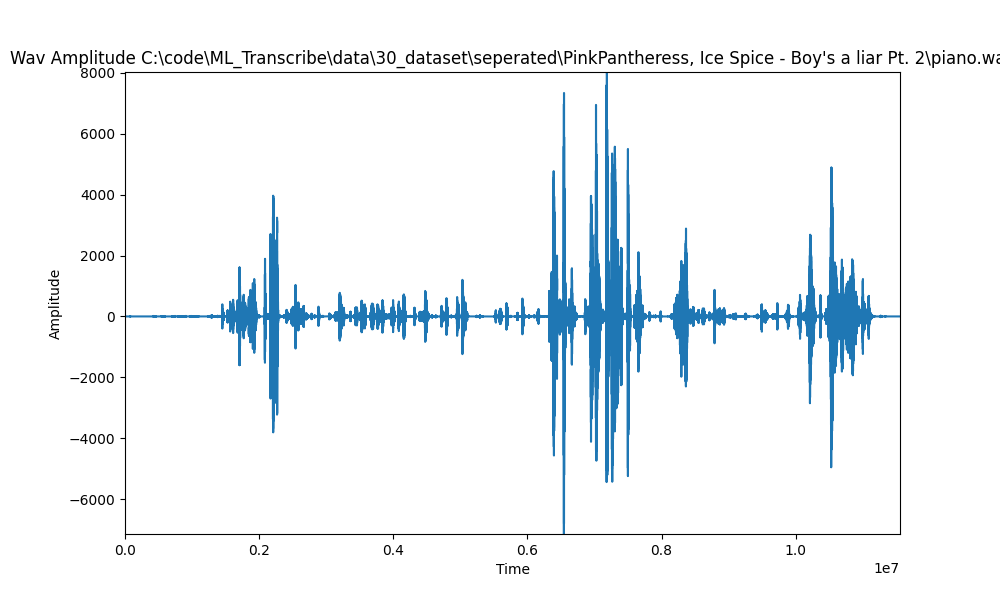 Wav Amplitude C:\code\ML_Transcribe\data\30_dataset\seperated\PinkPantheress, Ice Spice - Boy's a liar Pt. 2\piano.wa
8000
6000
4000
2000
0
−2000
−4000
−6000
Amplitude
0.0 0.2 0.4 0.6 0.8 1.0
1e7
Time